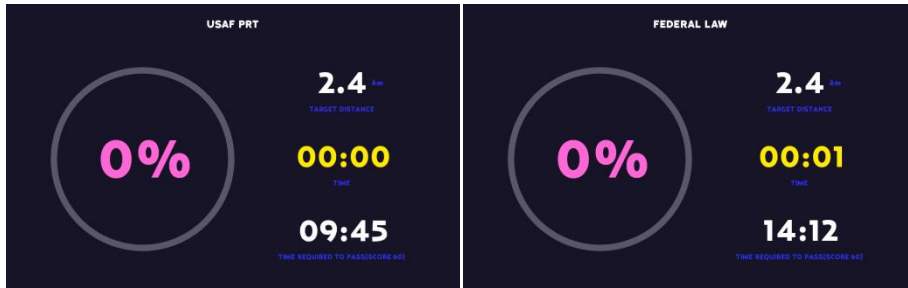 USAF PRT
2.4 km
TARGET DISTANCE
0%
00:00
TIME
09:45
TIME REQUIRED TO PASS(SCORE 60)
FEDERAL LAW
2.4 km
TARGET DISTANCE
0%
00:01
TIME
14:12
TIME REQUIRED TO PASS(SCORE 60)